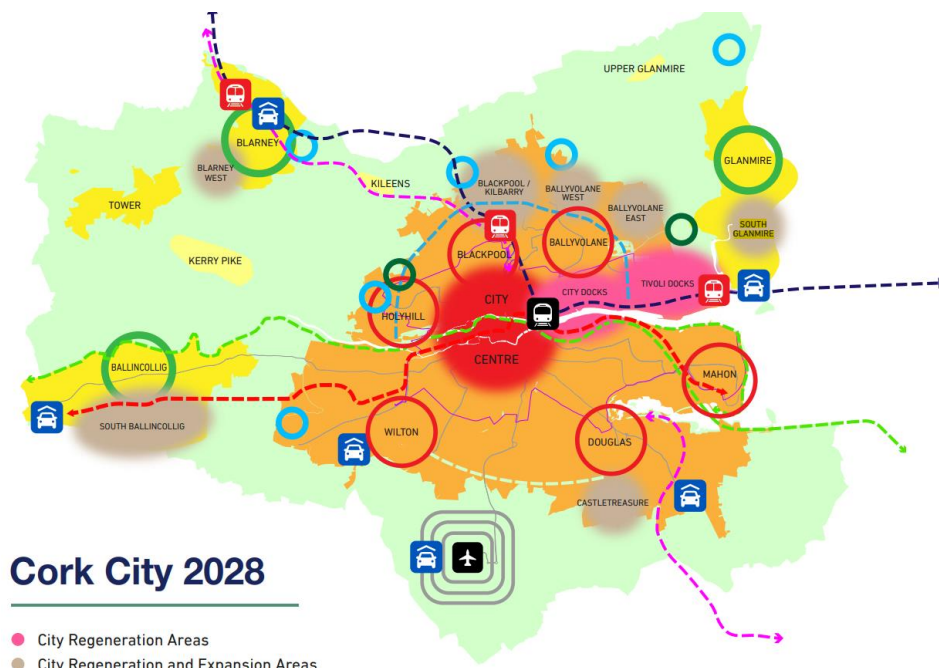 UPPER GLANMIRE
BLARNEY
GLANMIRE
BLARNEY
WEST
KILEENS
BLACKPOOL /
KILBARRY
BALLYVOLANE
WEST
BALLYVOLANE
EAST
TOWER
SOUTH
GLANMIRE
KERRY PIKE
BLACKPOOL
BALLYVOLANE
CITY
CITY DOCKS
TIVOLI DOCKS
HOLYHILL
CENTRE
BALLINCOLLIG
MAHON
SOUTH BALLINCOLLIG
WILTON
DOUGLAS
CASTLETREASURE
Cork City 2028
City Regeneration Areas
City Regeneration and Expansion Areas